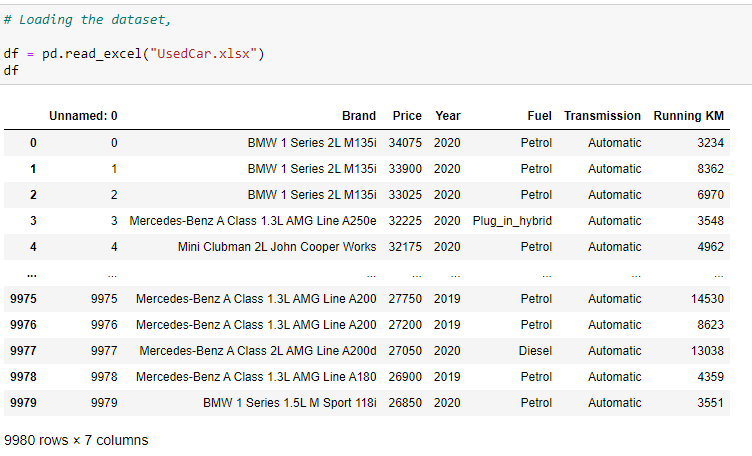 # Loading the dataset,
df = pd.read_excel("UsedCar.xlsx")
df
Unnamed: 0 Brand Price Year Fuel Transmission Running KM
0 0 BMW 1 Series 2L M135i 34075 2020 Petrol Automatic 3234
1 1 BMW 1 Series 2L M135i 33900 2020 Petrol Automatic 8362
2 2 BMW 1 Series 2L M135i 33025 2020 Petrol Automatic 6970
3 3 Mercedes-Benz A Class 1.3L AMG Line A250e 32225 2020 Plug_in_hybrid Automatic 3548
4 4 Mini Clubman 2L John Cooper Works 32175 2020 Petrol Automatic 4962
... ... ... ... ... ... ... ...
9975 9975 Mercedes-Benz A Class 1.3L AMG Line A200 27750 2019 Petrol Automatic 14530
9976 9976 Mercedes-Benz A Class 1.3L AMG Line A200 27200 2019 Petrol Automatic 8623
9977 9977 Mercedes-Benz A Class 2L AMG Line A200d 27050 2020 Diesel Automatic 13038
9978 9978 Mercedes-Benz A Class 1.3L AMG Line A180 26900 2019 Petrol Automatic 4359
9979 9979 BMW 1 Series 1.5L M Sport 118i 26850 2020 Petrol Automatic 3551
9980 rows × 7 columns